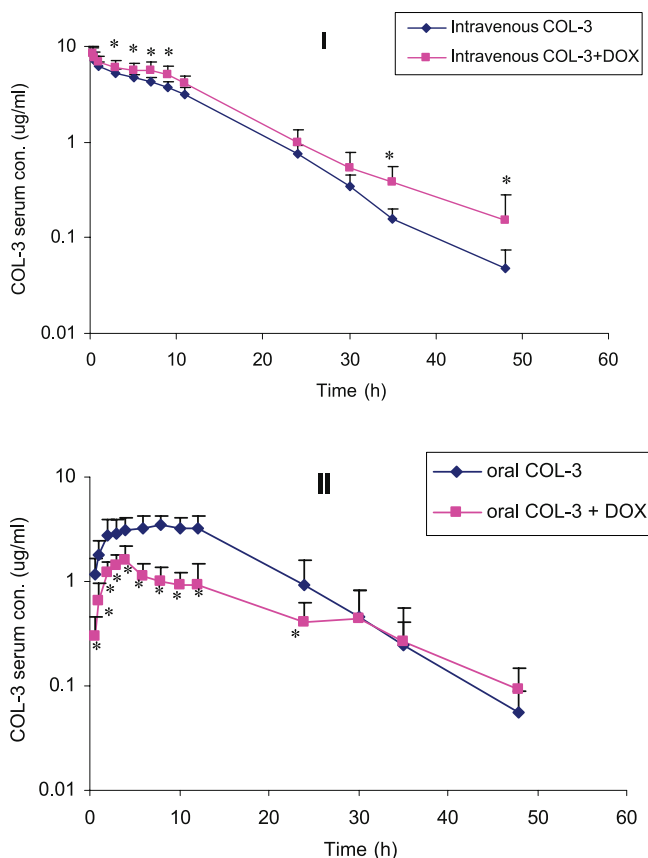 I
Intravenous COL-3
Intravenous COL-3+DOX
10
1
0.1
0.01
COL-3 serum con. (ug/ml)
* * * *
*
*
0 10 20 30 40 50 60
Time (h)
II
oral COL-3
oral COL-3 + DOX
10
1
0.1
0.01
COL-3 serum con. (ug/ml)
* * * * * * * * *
0 10 20 30 40 50 60
Time (h)